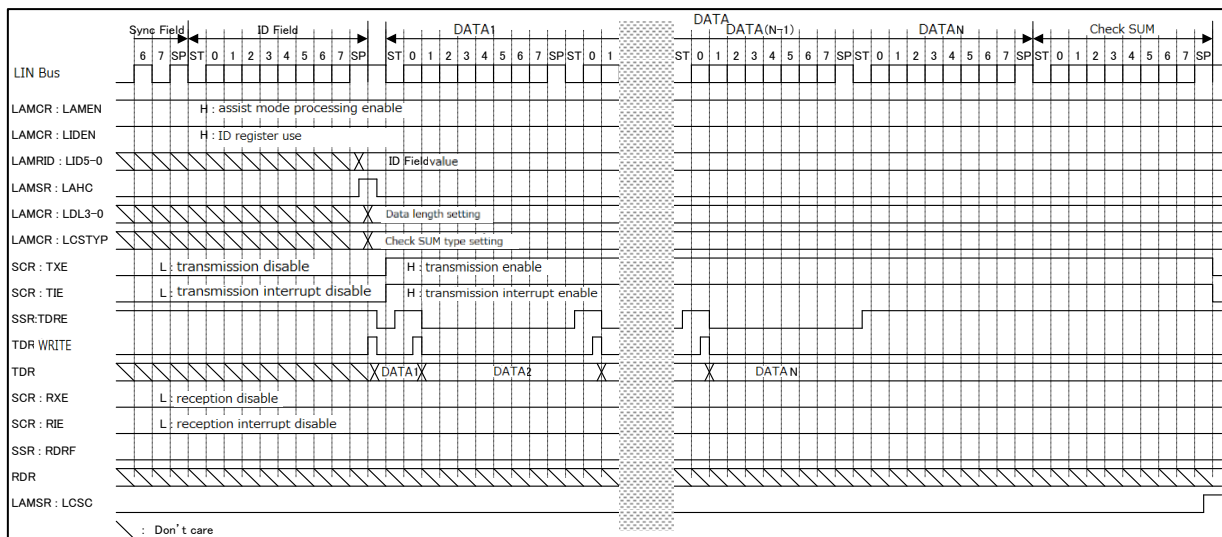 DATA
Sync Field ID Field DATA1 DATA(N-1) DATAN Check SUM
6 7 SP ST 0 1 2 3 4 5 6 7 SP ST 0 1 2 3 4 5 6 7 SP ST 0 1 ST 0 1 2 3 4 5 6 7 SP ST 0 1 2 3 4 5 6 7 SP ST 0 1 2 3 4 5 6 7 SP
LIN Bus
LAMCR : LAMEN H : assist mode processing enable
LAMCR : LIDEN H : ID register use
LAMRID : LID5-0 ID Fieldvalue
LAMSR : LAHC
LAMCR : LDL3-0 Data length setting
LAMCR : LCSTYP Check SUM type setting
SCR : TXE L : transmission disable H : transmission enable
SCR : TIE L : transmission interrupt disable H : transmission interrupt enable
SSR:TDRE
TDR WRITE
TDR DATA1 DATA2 DATAN
SCR : RXE L : reception disable
SCR : RIE L : reception interrupt disable
SSR : RDRF
RDR
LAMSR : LCSC
: Don't care